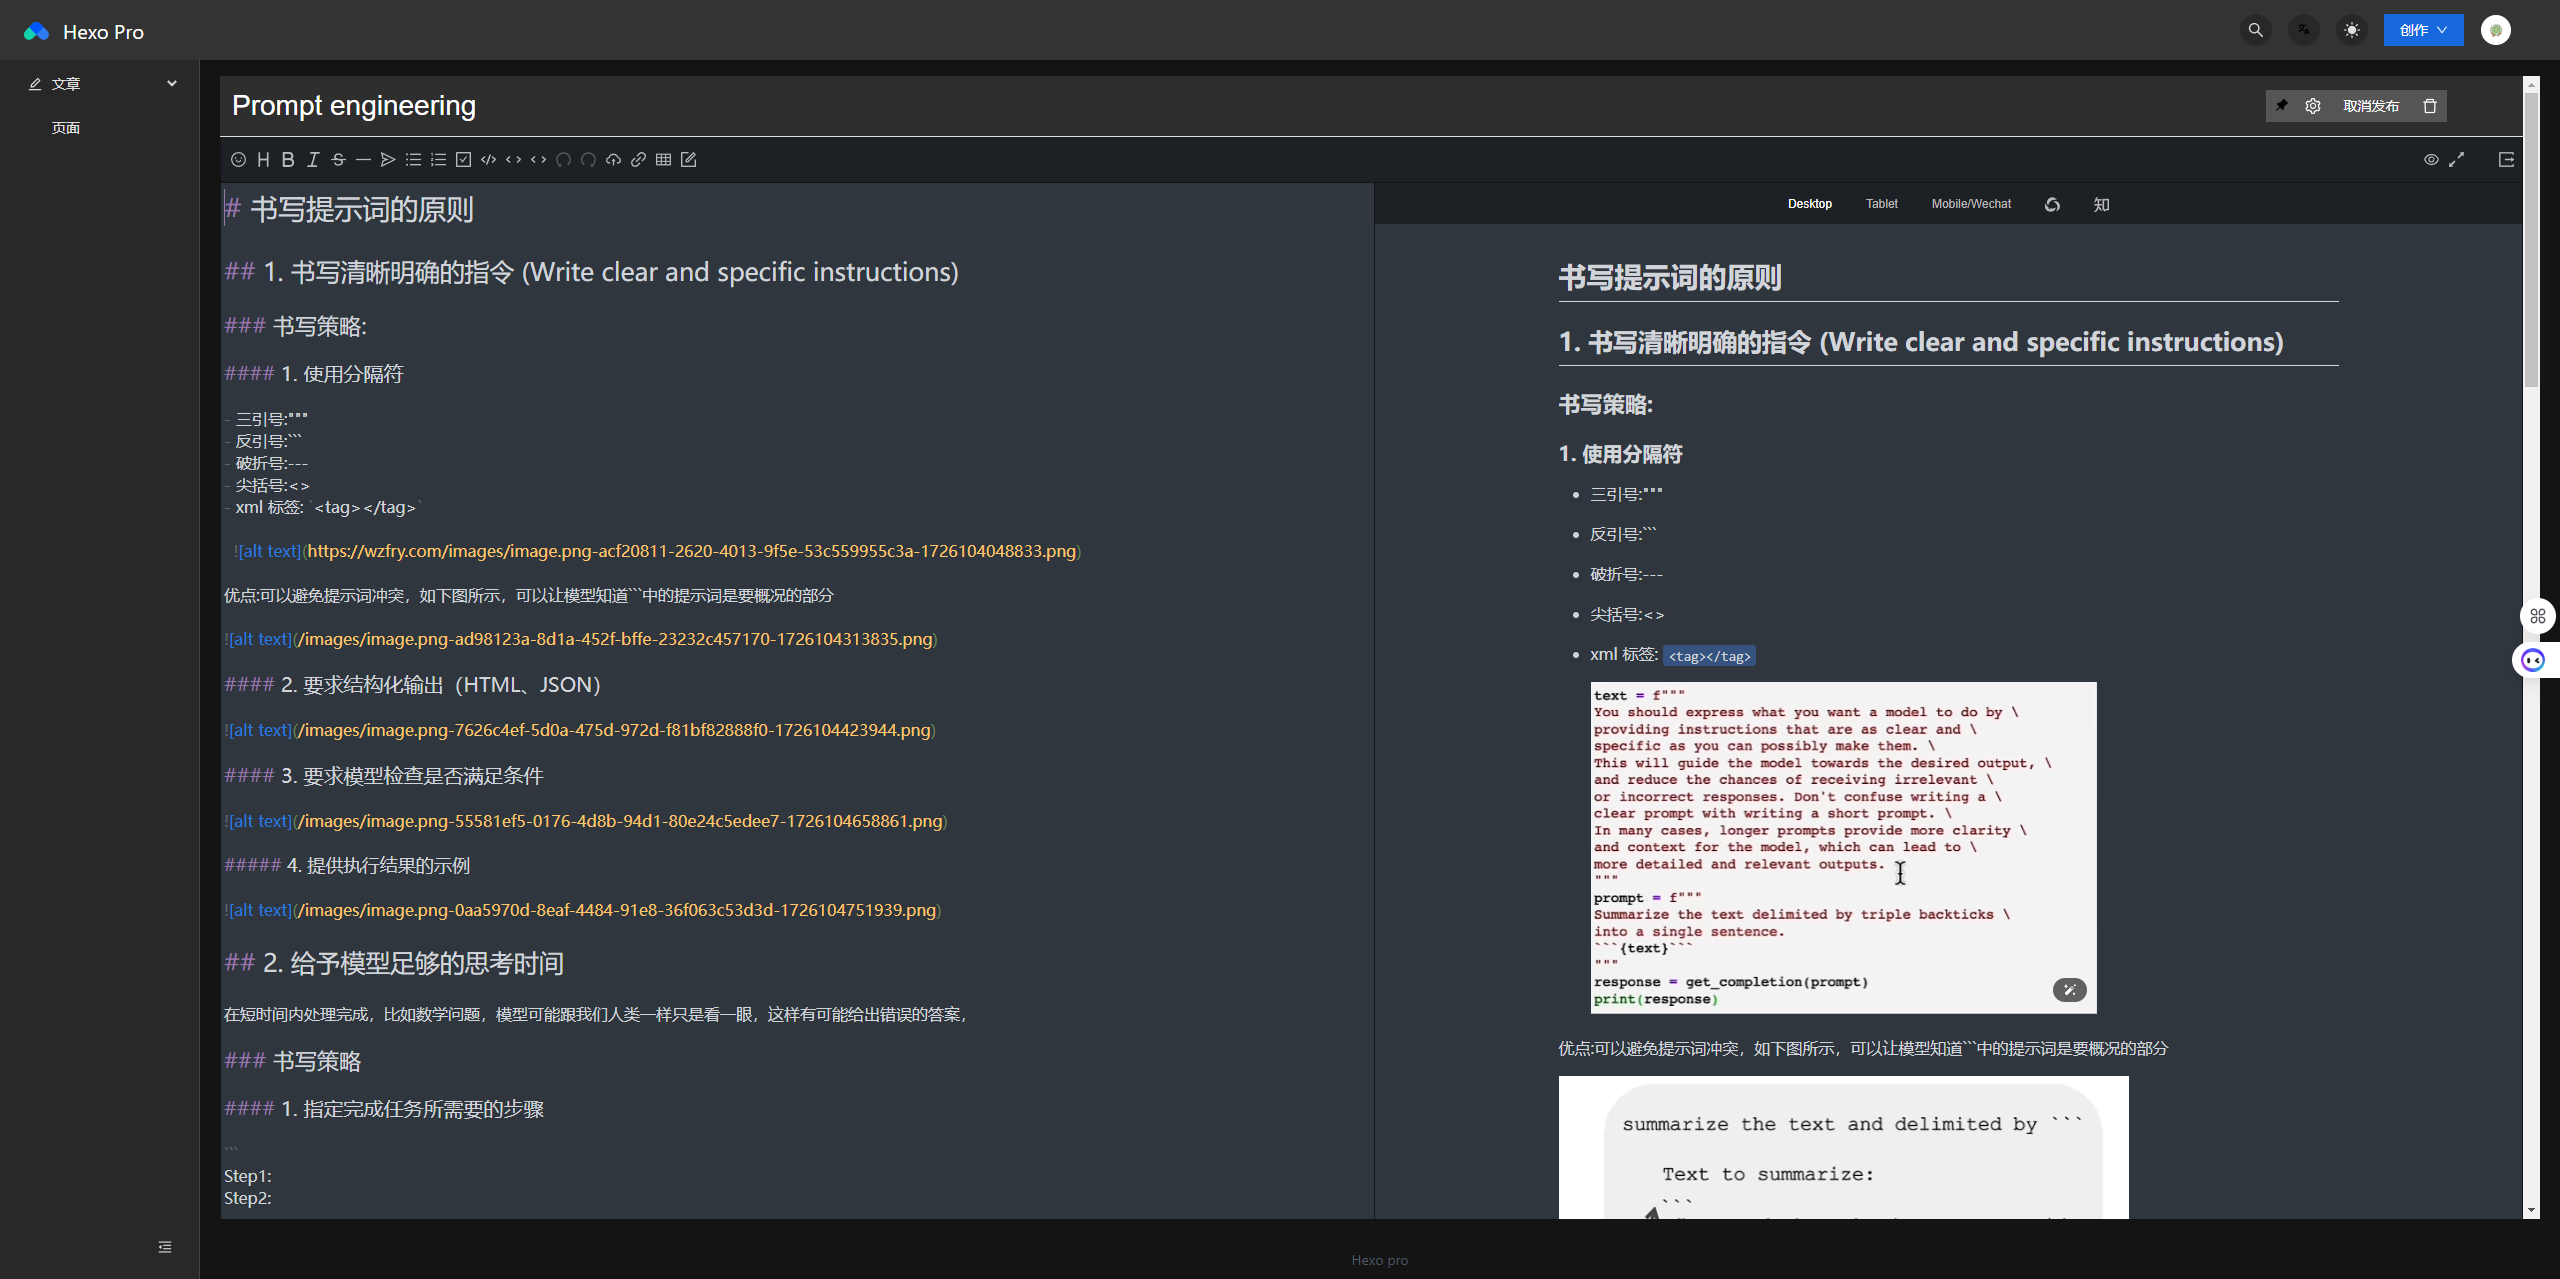 Hexo Pro
创作
文章
页面
Prompt engineering
取消发布
# 书写提示词的原则
## 1. 书写清晰明确的指令 (Write clear and specific instructions)
### 书写策略:
#### 1. 使用分隔符
- 三引号:"""
- 反引号:```
- 破折号:---
- 尖括号:<>
- xml 标签: `<tag></tag>`
![alt text](https://wzfry.com/images/image.png-acf20811-2620-4013-9f5e-53c559955c3a-1726104048833.png)
优点:可以避免提示词冲突，如下图所示，可以让模型知道```中的提示词是要概况的部分
![alt text](/images/image.png-ad98123a-8d1a-452f-bffe-23232c457170-1726104313835.png)
#### 2. 要求结构化输出（HTML、JSON）
![alt text](/images/image.png-7626c4ef-5d0a-475d-972d-f81bf82888f0-1726104423944.png)
#### 3. 要求模型检查是否满足条件
![alt text](/images/image.png-55581ef5-0176-4d8b-94d1-80e24c5edee7-1726104658861.png)
##### 4. 提供执行结果的示例
![alt text](/images/image.png-0aa5970d-8eaf-4484-91e8-36f063c53d3d-1726104751939.png)
## 2. 给予模型足够的思考时间
在短时间内处理完成，比如数学问题，模型可能跟我们人类一样只是看一眼，这样有可能给出错误的答案，
### 书写策略
#### 1. 指定完成任务所需要的步骤
```
Step1:
Step2:
Desktop Tablet Mobile/Wechat 知
书写提示词的原则
1. 书写清晰明确的指令 (Write clear and specific instructions)
书写策略:
1. 使用分隔符
• 三引号:"""
• 反引号:```
• 破折号:---
• 尖括号:<>
• xml 标签: <tag></tag>
text = f"""
You should express what you want a model to do by \
providing instructions that are as clear and \
specific as you can possibly make them. \
This will guide the model towards the desired output, \
and reduce the chances of receiving irrelevant \
or incorrect responses. Don't confuse writing a \
clear prompt with writing a short prompt. \
In many cases, longer prompts provide more clarity \
and context for the model, which can lead to \
more detailed and relevant outputs.
"""
prompt = f"""
Summarize the text delimited by triple backticks \
into a single sentence.
```{text}```
"""
response = get_completion(prompt)
print(response)
优点:可以避免提示词冲突，如下图所示，可以让模型知道```中的提示词是要概况的部分
summarize the text and delimited by ```
Text to summarize:
```
Hexo pro